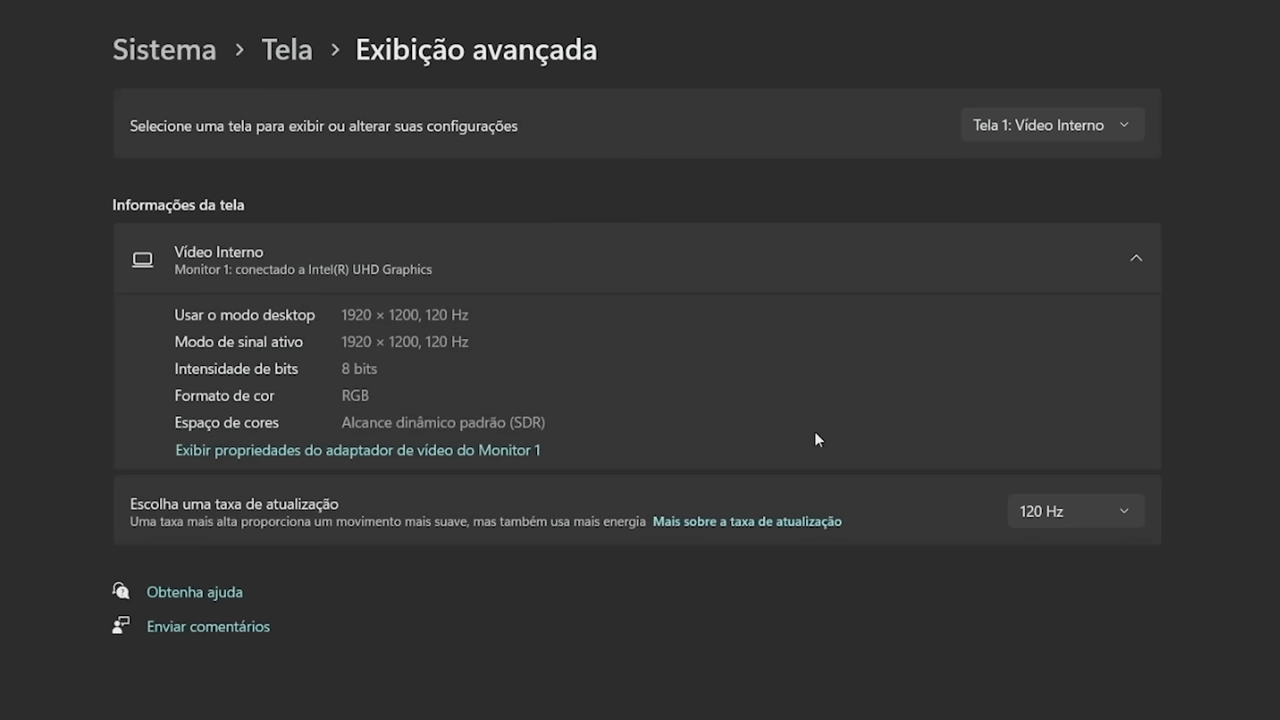 Sistema > Tela > Exibição avançada
Selecione uma tela para exibir ou alterar suas configurações
Tela 1: Vídeo Interno
Informações da tela
Vídeo Interno
Monitor 1: conectado a Intel(R) UHD Graphics
Usar o modo desktop 1920 × 1200, 120 Hz
Modo de sinal ativo 1920 × 1200, 120 Hz
Intensidade de bits 8 bits
Formato de cor RGB
Espaço de cores Alcance dinâmico padrão (SDR)
Exibir propriedades do adaptador de vídeo do Monitor 1
Escolha uma taxa de atualização
Uma taxa mais alta proporciona um movimento mais suave, mas também usa mais energia Mais sobre a taxa de atualização
120 Hz
Obtenha ajuda
Enviar comentários